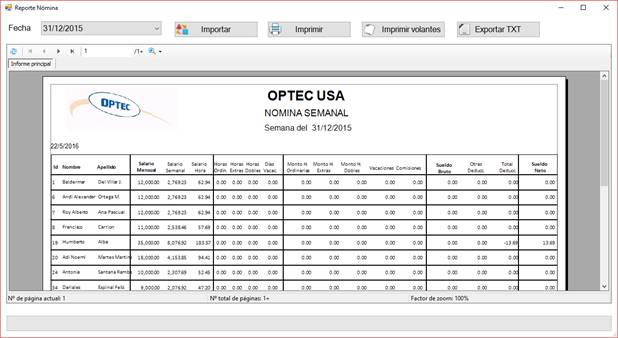 Reporte Nómina
Fecha 31/12/2015 Importar Imprimir Imprimir volantes Exportar TXT
1 /1+
Informe principal
OPTEC
OPTEC USA
NOMINA SEMANAL
Semana del 31/12/2015
22/5/2016
Id Nombre Apellido Salario Mensual Salario Semanal Salario Hora Horas Ordin. Horas Extras Horas Dobles Días Vacac. Monto H Ordinarias Monto H Extras Monto H Dobles Vacaciones Comisiones Sueldo Bruto Otras Deducc. Total Deducc. Sueldo Neto
1 Baldermar Del Villar J. 12,000.00 2,769.23 62.94 0.00 0.00 0.00 0.00 0.00 0.00 0.00 0.00 0.00 0.00 0.00 0.00 0.00
6 Andi Alexander Ortega M. 12,000.00 2,769.23 62.94 0.00 0.00 0.00 0.00 0.00 0.00 0.00 0.00 0.00 0.00 0.00 0.00 0.00
7 Roy Alberto Ana Pascual 12,000.00 2,769.23 62.94 0.00 0.00 0.00 0.00 0.00 0.00 0.00 0.00 0.00 0.00 0.00 0.00 0.00
8 Francisco Carrion 11,000.00 2,538.46 57.69 0.00 0.00 0.00 0.00 0.00 0.00 0.00 0.00 0.00 0.00 0.00 0.00 0.00
19 Humberto Alba 35,000.00 8,076.92 183.57 0.00 0.00 0.00 0.00 0.00 0.00 0.00 0.00 0.00 0.00 0.00 -13.69 13.69
20 Adi Noemi Martes Martin 18,000.00 4,153.85 94.41 0.00 0.00 0.00 0.00 0.00 0.00 0.00 0.00 0.00 0.00 0.00 0.00 0.00
24 Antonia Santana Rambo 10,000.00 2,307.69 52.45 0.00 0.00 0.00 0.00 0.00 0.00 0.00 0.00 0.00 0.00 0.00 0.00 0.00
34 Espinal Feliz 9,000.00 2,076.92 47.20 0.00 0.00 0.00 0.00 0.00 0.00 0.00 0.00 0.00 0.00 0.00 0.00 0.00
Nº de página actual: 1 Nº total de páginas: 1+ Factor de zoom: 100%